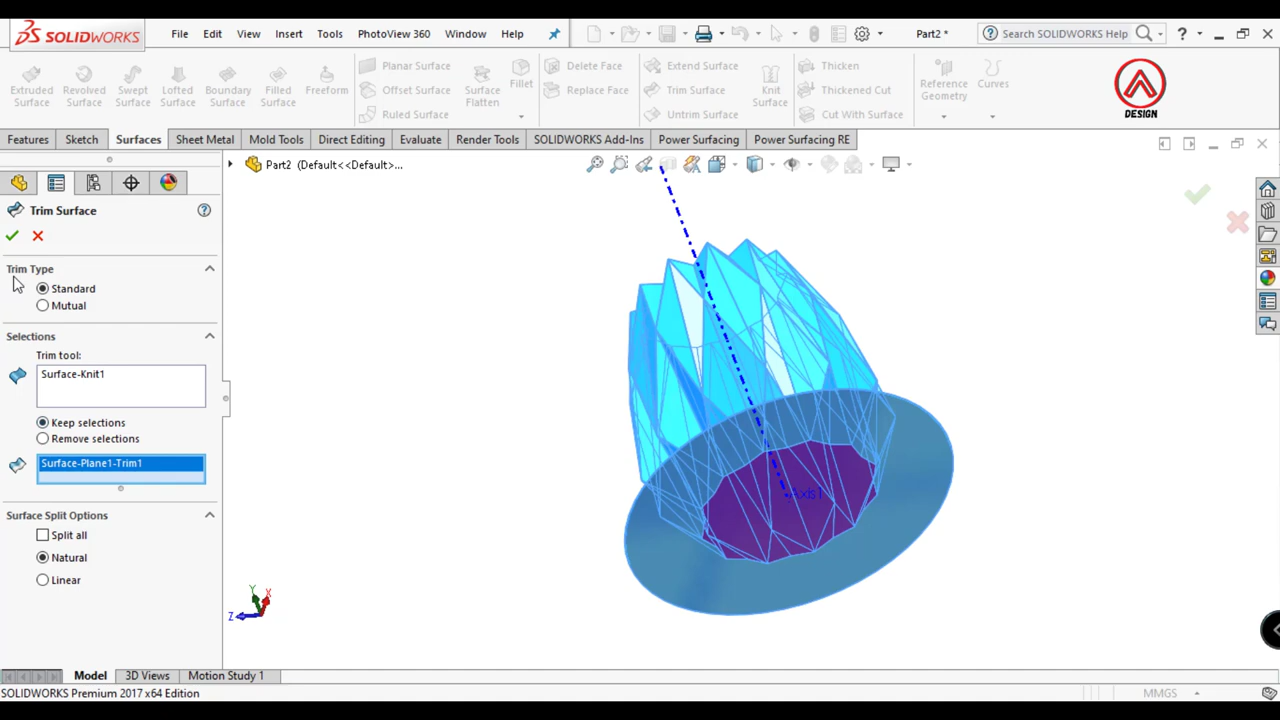 SOLIDWORKS File Edit View Insert Tools PhotoView 360 Window Help Part2 * Search SOLIDWORKS Help ?
Extruded Surface Revolved Surface Swept Surface Lofted Surface Boundary Surface Filled Surface Freeform
Planar Surface
Offset Surface
Ruled Surface
Surface Flatten
Fillet
Delete Face
Replace Face
Extend Surface
Trim Surface
Untrim Surface
Knit Surface
Thicken
Thickened Cut
Cut With Surface
Reference Geometry
Curves
DESIGN
Features Sketch Surfaces Sheet Metal Mold Tools Direct Editing Evaluate Render Tools SOLIDWORKS Add-Ins Power Surfacing Power Surfacing RE
Part2 (Default<<Default>...
Trim Surface ?
Trim Type
Standard
Mutual
Selections
Trim tool:
Surface-Knit1
Keep selections
Remove selections
Surface-Plane1-Trim1
Surface Split Options
Split all
Natural
Linear
Axis1
Y
X
Z
Model 3D Views Motion Study 1
SOLIDWORKS Premium 2017 x64 Edition MMGS